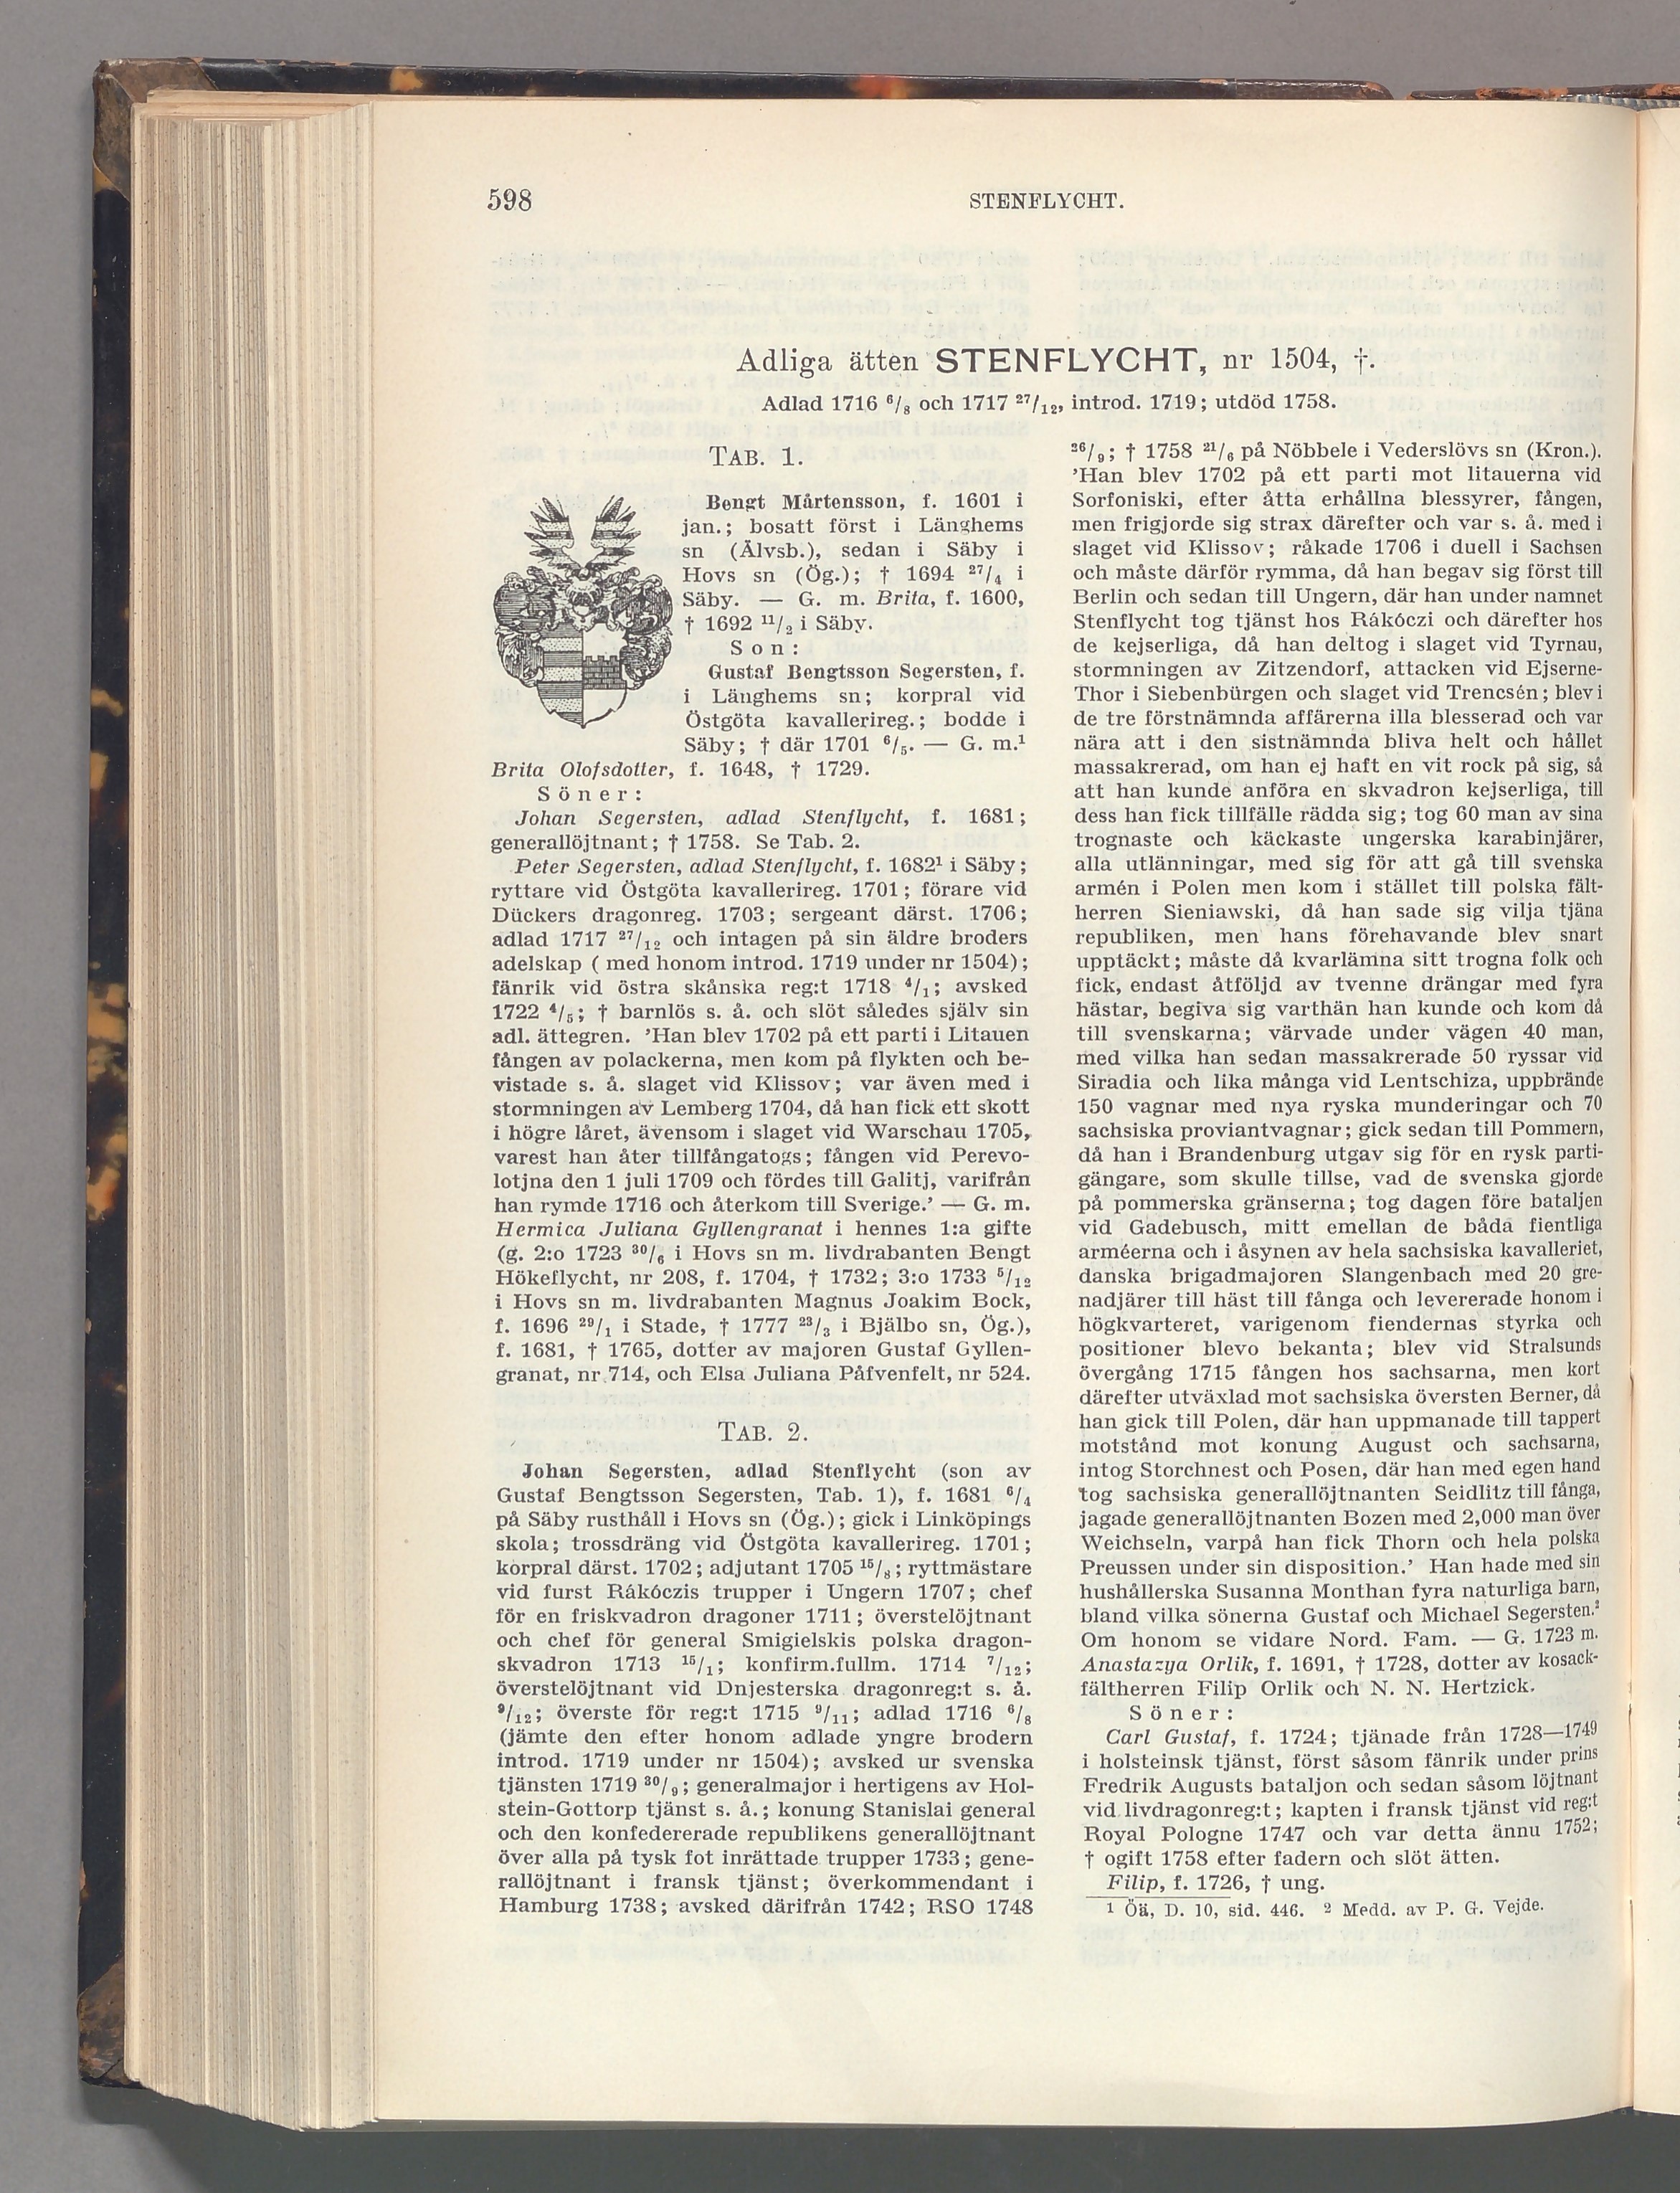 598
STENFLYCHT.
Adliga ätten STENFLYCHT, nr 1504, †.
Adlad 1716 6/8 och 1717 27/12, introd. 1719; utdöd 1758.
TAB. 1.
Bengt Mårtensson, f. 1601 i
jan.; bosatt först i Länghems
sn (Älvsb.), sedan i Säby i
Hovs sn (Ög.); † 1694 27/4 i
Säby. — G. m. Brita, f. 1600,
† 1692 11/2 i Säby.
Son:
Gustaf Bengtsson Segersten, f.
i Länghems sn; korpral vid
Östgöta kavallerireg.; bodde i
Säby; † där 1701 6/5. — G. m.¹
Brita Olofsdotter, f. 1648, † 1729.
Söner:
Johan Segersten, adlad Stenflycht, f. 1681;
generallöjtnant; † 1758. Se Tab. 2.
Peter Segersten, adlad Stenflycht, f. 1682¹ i Säby;
ryttare vid Östgöta kavallerireg. 1701; förare vid
Dückers dragonreg. 1703; sergeant därst. 1706;
adlad 1717 27/12 och intagen på sin äldre broders
adelskap ( med honom introd. 1719 under nr 1504);
fänrik vid östra skånska reg:t 1718 4/1; avsked
1722 4/5; † barnlös s. å. och slöt således själv sin
adl. ättegren. 'Han blev 1702 på ett parti i Litauen
fången av polackerna, men kom på flykten och be-
vistade s. å. slaget vid Klissov; var även med i
stormningen av Lemberg 1704, då han fick ett skott
i högre låret, ävensom i slaget vid Warschau 1705,
varest han åter tillfångatogs; fången vid Perevo-
lotjna den 1 juli 1709 och fördes till Galitj, varifrån
han rymde 1716 och återkom till Sverige.' — G. m.
Hermica Juliana Gyllengranat i hennes 1:a gifte
(g. 2:o 1723 30/6 i Hovs sn m. livdrabanten Bengt
Hökeflycht, nr 208, f. 1704, † 1732; 3:o 1733 5/12
i Hovs sn m. livdrabanten Magnus Joakim Bock,
f. 1696 29/1 i Stade, † 1777 23/3 i Bjälbo sn, Ög.),
f. 1681, † 1765, dotter av majoren Gustaf Gyllen-
granat, nr 714, och Elsa Juliana Påfvenfelt, nr 524.
TAB. 2.
Johan Segersten, adlad Stenflycht (son av
Gustaf Bengtsson Segersten, Tab. 1), f. 1681 6/4
på Säby rusthåll i Hovs sn (Ög.); gick i Linköpings
skola; trossdräng vid Östgöta kavallerireg. 1701;
korpral därst. 1702; adjutant 1705 15/8; ryttmästare
vid furst Rákóczis trupper i Ungern 1707; chef
för en friskvadron dragoner 1711; överstelöjtnant
och chef för general Smigielskis polska dragon-
skvadron 1713 15/1; konfirm.fullm. 1714 7/12;
överstelöjtnant vid Dnjesterska dragonreg:t s. å.
9/12; överste för reg:t 1715 9/11; adlad 1716 6/8
(jämte den efter honom adlade yngre brodern
introd. 1719 under nr 1504); avsked ur svenska
tjänsten 1719 30/9; generalmajor i hertigens av Hol-
stein-Gottorp tjänst s. å.; konung Stanislai general
och den konfedererade republikens generallöjtnant
över alla på tysk fot inrättade trupper 1733; gene-
rallöjtnant i fransk tjänst; överkommendant i
Hamburg 1738; avsked därifrån 1742; RSO 1748
26/9; † 1758 21/6 på Nöbbele i Vederslövs sn (Kron.).
'Han blev 1702 på ett parti mot litauerna vid
Sorfoniski, efter åtta erhållna blessyrer, fången,
men frigjorde sig strax därefter och var s. å. med i
slaget vid Klissov; råkade 1706 i duell i Sachsen
och måste därför rymma, då han begav sig först till
Berlin och sedan till Ungern, där han under namnet
Stenflycht tog tjänst hos Rákóczi och därefter hos
de kejserliga, då han deltog i slaget vid Tyrnau,
stormningen av Zitzendorf, attacken vid Ejserne-
Thor i Siebenbürgen och slaget vid Trencsén; blev i
de tre förstnämnda affärerna illa blesserad och var
nära att i den sistnämnda bliva helt och hållet
massakrerad, om han ej haft en vit rock på sig, så
att han kunde anföra en skvadron kejserliga, till
dess han fick tillfälle rädda sig; tog 60 man av sina
trognaste och käckaste ungerska karabinjärer,
alla utlänningar, med sig för att gå till svenska
armén i Polen men kom i stället till polska fält-
herren Sieniawski, då han sade sig vilja tjäna
republiken, men hans förehavande blev snart
upptäckt; måste då kvarlämna sitt trogna folk och
fick, endast åtföljd av tvenne drängar med fyra
hästar, begiva sig varthän han kunde och kom då
till svenskarna; värvade under vägen 40 man,
med vilka han sedan massakrerade 50 ryssar vid
Siradia och lika många vid Lentschiza, uppbrände
150 vagnar med nya ryska munderingar och 70
sachsiska proviantvagnar; gick sedan till Pommern,
då han i Brandenburg utgav sig för en rysk parti-
gängare, som skulle tillse, vad de svenska gjorde
på pommerska gränserna; tog dagen före bataljen
vid Gadebusch, mitt emellan de båda fientliga
arméerna och i åsynen av hela sachsiska kavalleriet,
danska brigadmajoren Slangenbach med 20 gre-
nadjärer till häst till fånga och levererade honom i
högkvarteret, varigenom fiendernas styrka och
positioner blevo bekanta; blev vid Stralsunds
övergång 1715 fången hos sachsarna, men kort
därefter utväxlad mot sachsiska översten Berner, då
han gick till Polen, där han uppmanade till tappert
motstånd mot konung August och sachsarna,
intog Storchnest och Posen, där han med egen hand
tog sachsiska generallöjtnanten Seidlitz till fånga,
jagade generallöjtnanten Bozen med 2,000 man över
Weichseln, varpå han fick Thorn och hela polska
Preussen under sin disposition.' Han hade med sin
hushållerska Susanna Monthan fyra naturliga barn,
bland vilka sönerna Gustaf och Michael Segersten.²
Om honom se vidare Nord. Fam. — G. 1723 m.
Anastazya Orlik, f. 1691, † 1728, dotter av kosack-
fältherren Filip Orlik och N. N. Hertzick.
Söner:
Carl Gustaf, f. 1724; tjänade från 1728—1749
i holsteinsk tjänst, först såsom fänrik under prins
Fredrik Augusts bataljon och sedan såsom löjtnant
vid livdragonreg:t; kapten i fransk tjänst vid reg:t
Royal Pologne 1747 och var detta ännu 1752;
† ogift 1758 efter fadern och slöt ätten.
Filip, f. 1726, † ung.
¹ Öä, D. 10, sid. 446. ² Medd. av P. G. Vejde.